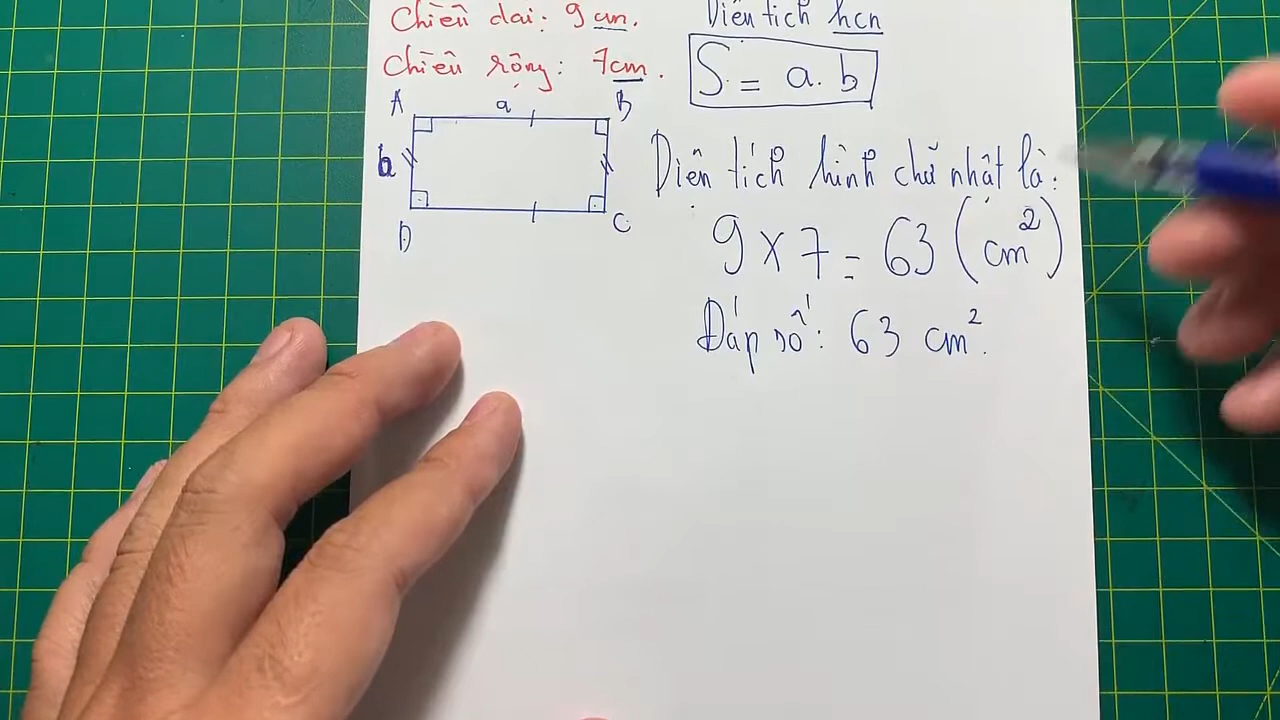 Chiều dài: 9 cm.
Chiều rộng: 7cm.
A a B
b
D C
Diện tích hcn
S = a. b
Diện tích hình chữ nhật là:
9 x 7 = 63 (cm²)
Đáp số: 63 cm².